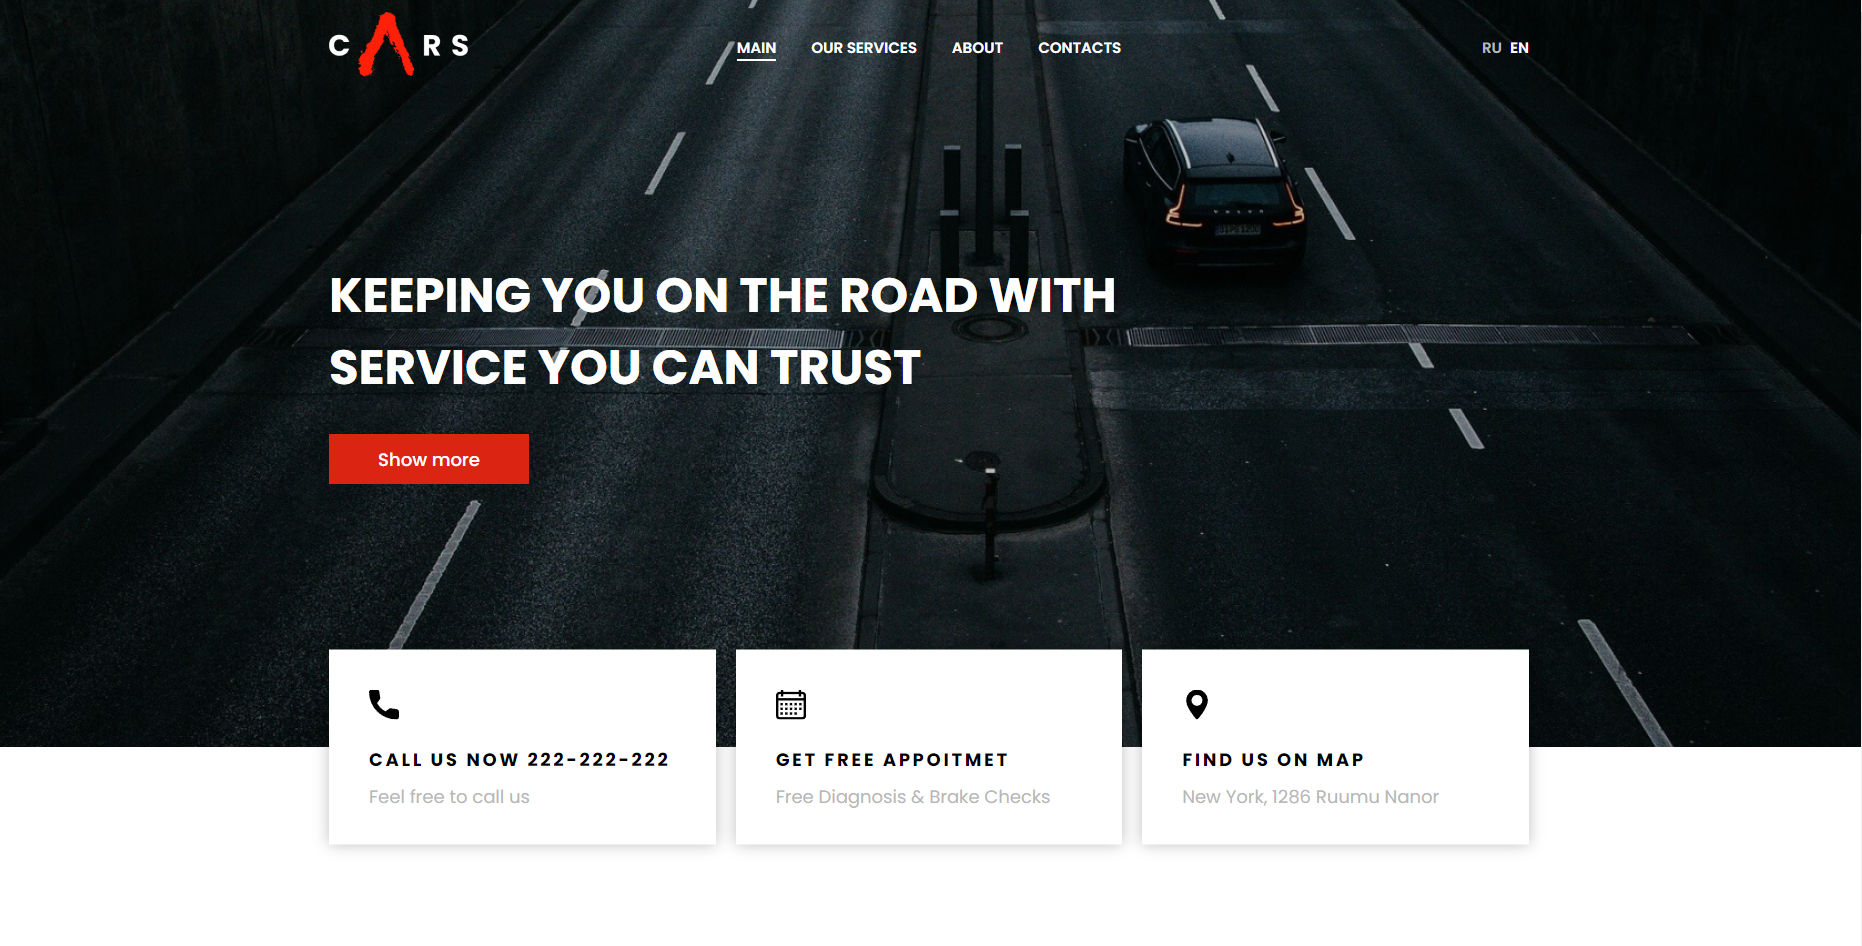 CARS
MAIN OUR SERVICES ABOUT CONTACTS
RU EN
VOLVO
KEEPING YOU ON THE ROAD WITH
SERVICE YOU CAN TRUST
Show more
CALL US NOW 222-222-222
Feel free to call us
GET FREE APPOITMET
Free Diagnosis & Brake Checks
FIND US ON MAP
New York, 1286 Ruumu Nanor